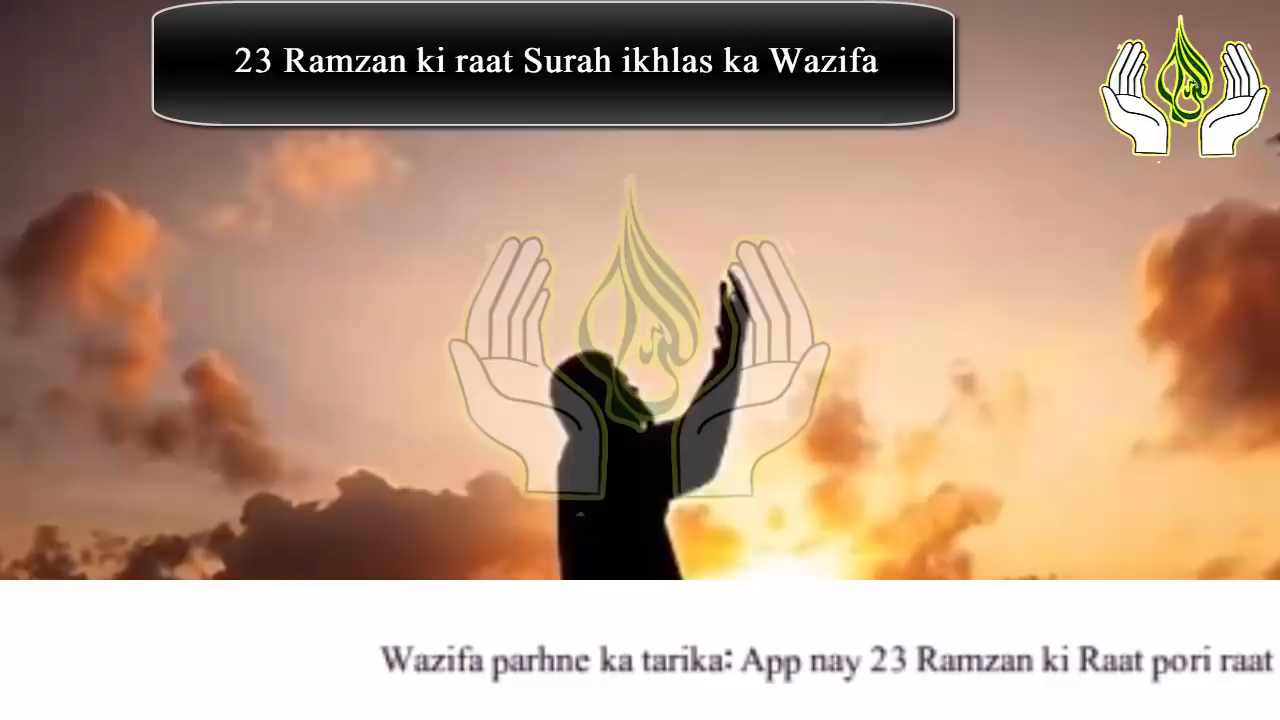 23 Ramzan ki raat Surah ikhlas ka Wazifa
Wazifa parhne ka tarika: App nay 23 Ramzan ki Raat pori raat